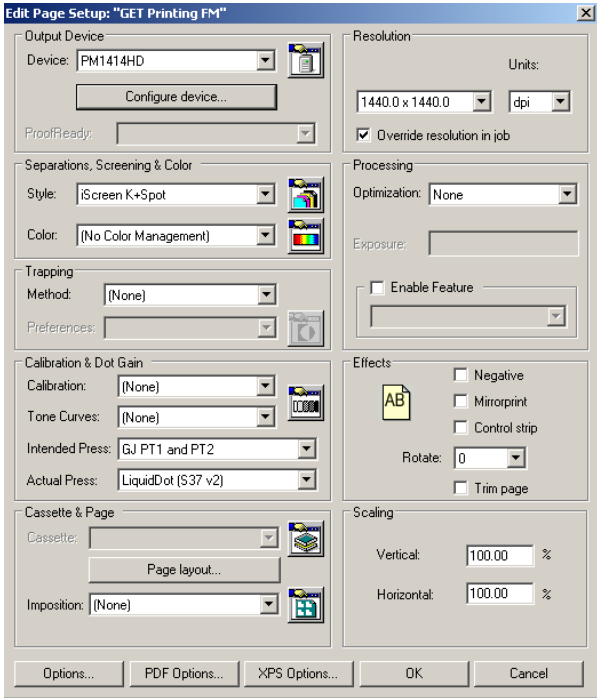 Edit Page Setup: "GET Printing FM"
Output Device
Device: PM1414HD
Configure device...
ProofReady:
Resolution
Units:
1440.0 x 1440.0 dpi
Override resolution in job
Separations, Screening & Color
Style: iScreen K+Spot
Color: (No Color Management)
Processing
Optimization: None
Exposure:
Enable Feature
Trapping
Method: (None)
Preferences:
Calibration & Dot Gain
Calibration: (None)
Tone Curves: (None)
Intended Press: GJ PT1 and PT2
Actual Press: LiquidDot (S37 v2)
Effects
AB
Negative
Mirrorprint
Control strip
Rotate: 0
Trim page
Cassette & Page
Cassette:
Page layout...
Imposition: (None)
Scaling
Vertical: 100.00 %
Horizontal: 100.00 %
Options... PDF Options... XPS Options... OK Cancel